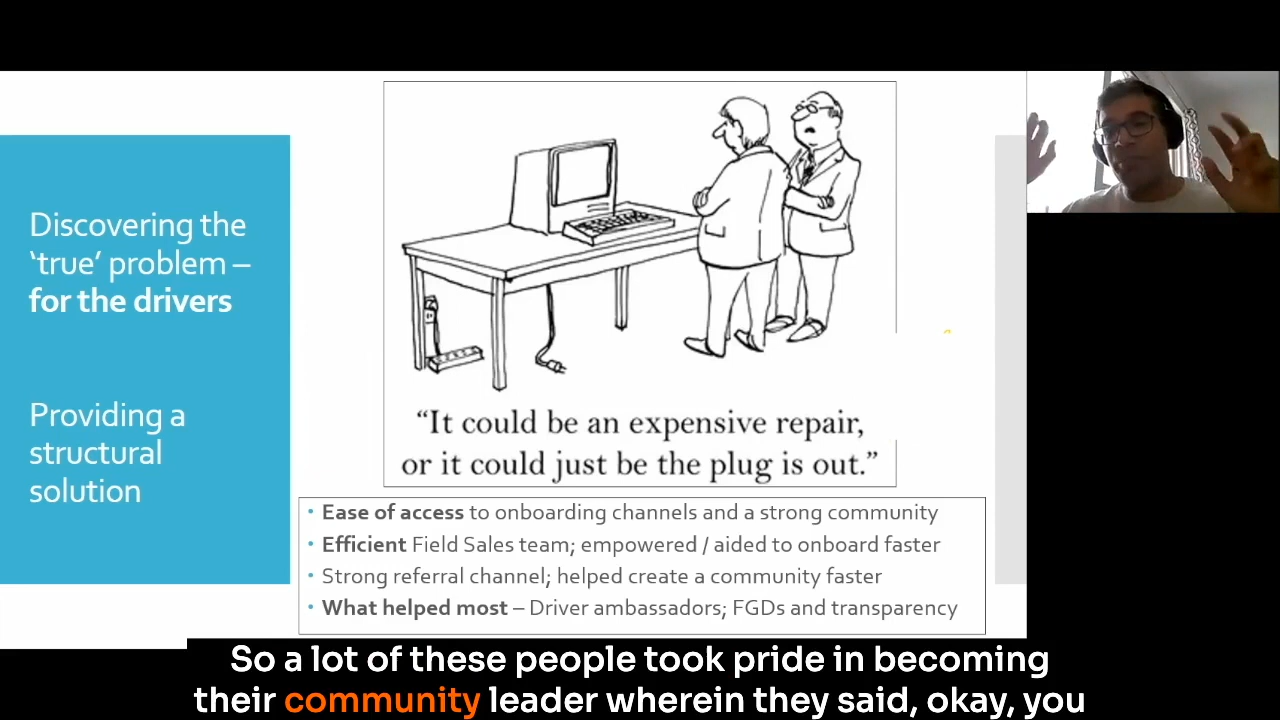 Discovering the
‘true’ problem –
for the drivers
Providing a
structural
solution
“It could be an expensive repair,
or it could just be the plug is out.”
• Ease of access to onboarding channels and a strong community
• Efficient Field Sales team; empowered / aided to onboard faster
• Strong referral channel; helped create a community faster
• What helped most – Driver ambassadors; FGDs and transparency
So a lot of these people took pride in becoming
their community leader wherein they said, okay, you